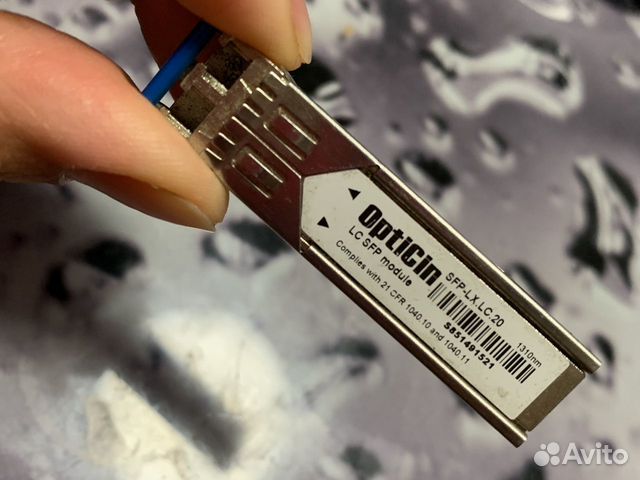 OptiCin
SFP-LX.LC.20
LC SFP module
1310nm
S851491521
Complies with 21 CFR 1040.10 and 1040.11
Avito